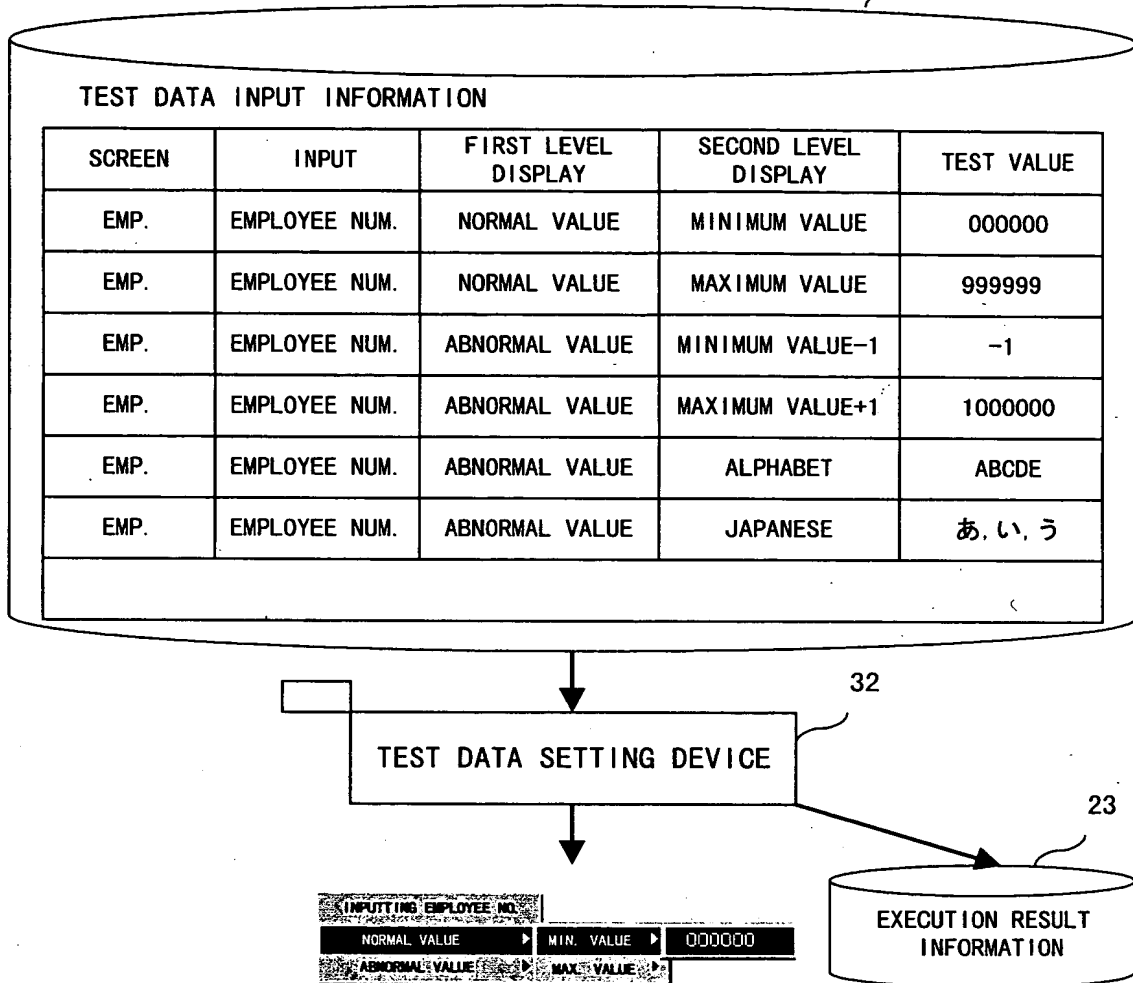 TEST DATA INPUT INFORMATION
SCREEN INPUT FIRST LEVEL DISPLAY SECOND LEVEL DISPLAY TEST VALUE
EMP. EMPLOYEE NUM. NORMAL VALUE MINIMUM VALUE 000000
EMP. EMPLOYEE NUM. NORMAL VALUE MAXIMUM VALUE 999999
EMP. EMPLOYEE NUM. ABNORMAL VALUE MINIMUM VALUE-1 -1
EMP. EMPLOYEE NUM. ABNORMAL VALUE MAXIMUM VALUE+1 1000000
EMP. EMPLOYEE NUM. ABNORMAL VALUE ALPHABET ABCDE
EMP. EMPLOYEE NUM. ABNORMAL VALUE JAPANESE あ, い, う
32
TEST DATA SETTING DEVICE
23
EXECUTION RESULT
INFORMATION
INPUTTING EMPLOYEE NO.
NORMAL VALUE MIN. VALUE 000000
ABNORMAL VALUE MAX. VALUE